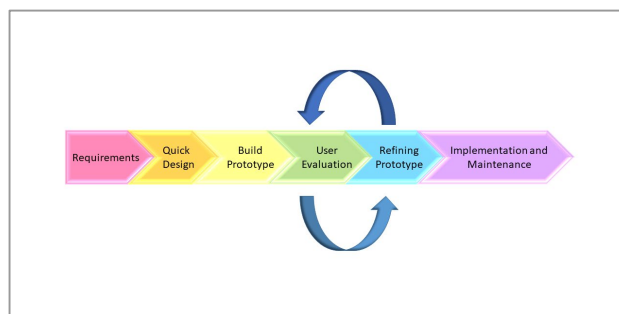 Requirements
Quick
Design
Build
Prototype
User
Evaluation
Refining
Prototype
Implementation and
Maintenance